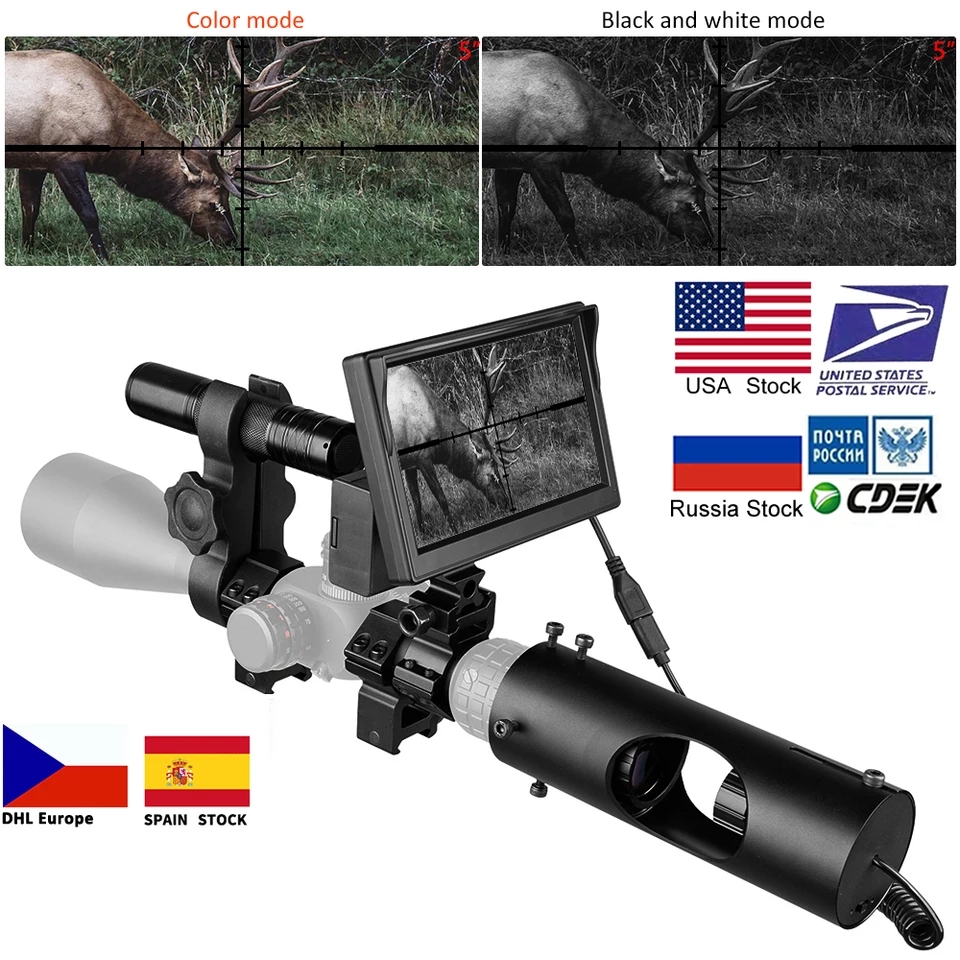 Color mode
Black and white mode
5"
5"
UNITED STATES
POSTAL SERVICE™
USA Stock
ПОЧТА
РОССИИ
CDEK
Russia Stock
DHL Europe
SPAIN STOCK